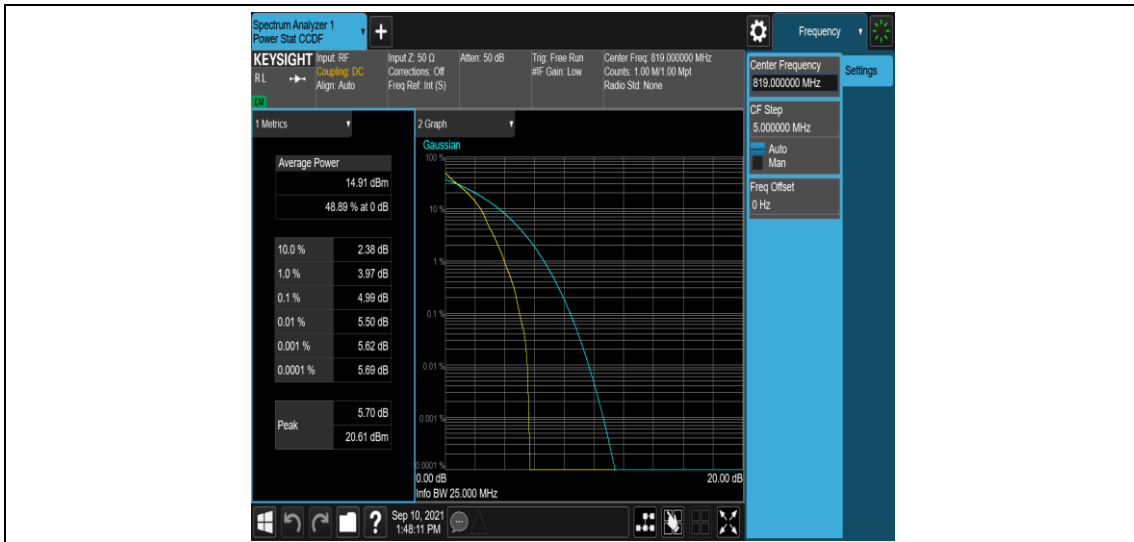 Spectrum Analyzer 1
Power Stat CCDF
+
Frequency
KEYSIGHT
RL
LXI
Input: RF
Coupling: DC
Align: Auto
Input Z: 50 Ω
Corrections: Off
Freq Ref: Int (S)
Atten: 50 dB
Trig: Free Run
#IF Gain: Low
Center Freq: 819.000000 MHz
Counts: 1.00 M/1.00 Mpt
Radio Std: None
Center Frequency
819.000000 MHz
Settings
CF Step
5.000000 MHz
Auto
Man
Freq Offset
0 Hz
1 Metrics
Average Power
14.91 dBm
48.89 % at 0 dB
10.0 % 2.38 dB
1.0 % 3.97 dB
0.1 % 4.99 dB
0.01 % 5.50 dB
0.001 % 5.62 dB
0.0001 % 5.69 dB
Peak
5.70 dB
20.61 dBm
2 Graph
Gaussian
100 %
10 %
1 %
0.1 %
0.01 %
0.001 %
0.0001 %
0.00 dB 20.00 dB
Info BW 25.000 MHz
?
Sep 10, 2021
1:48:11 PM